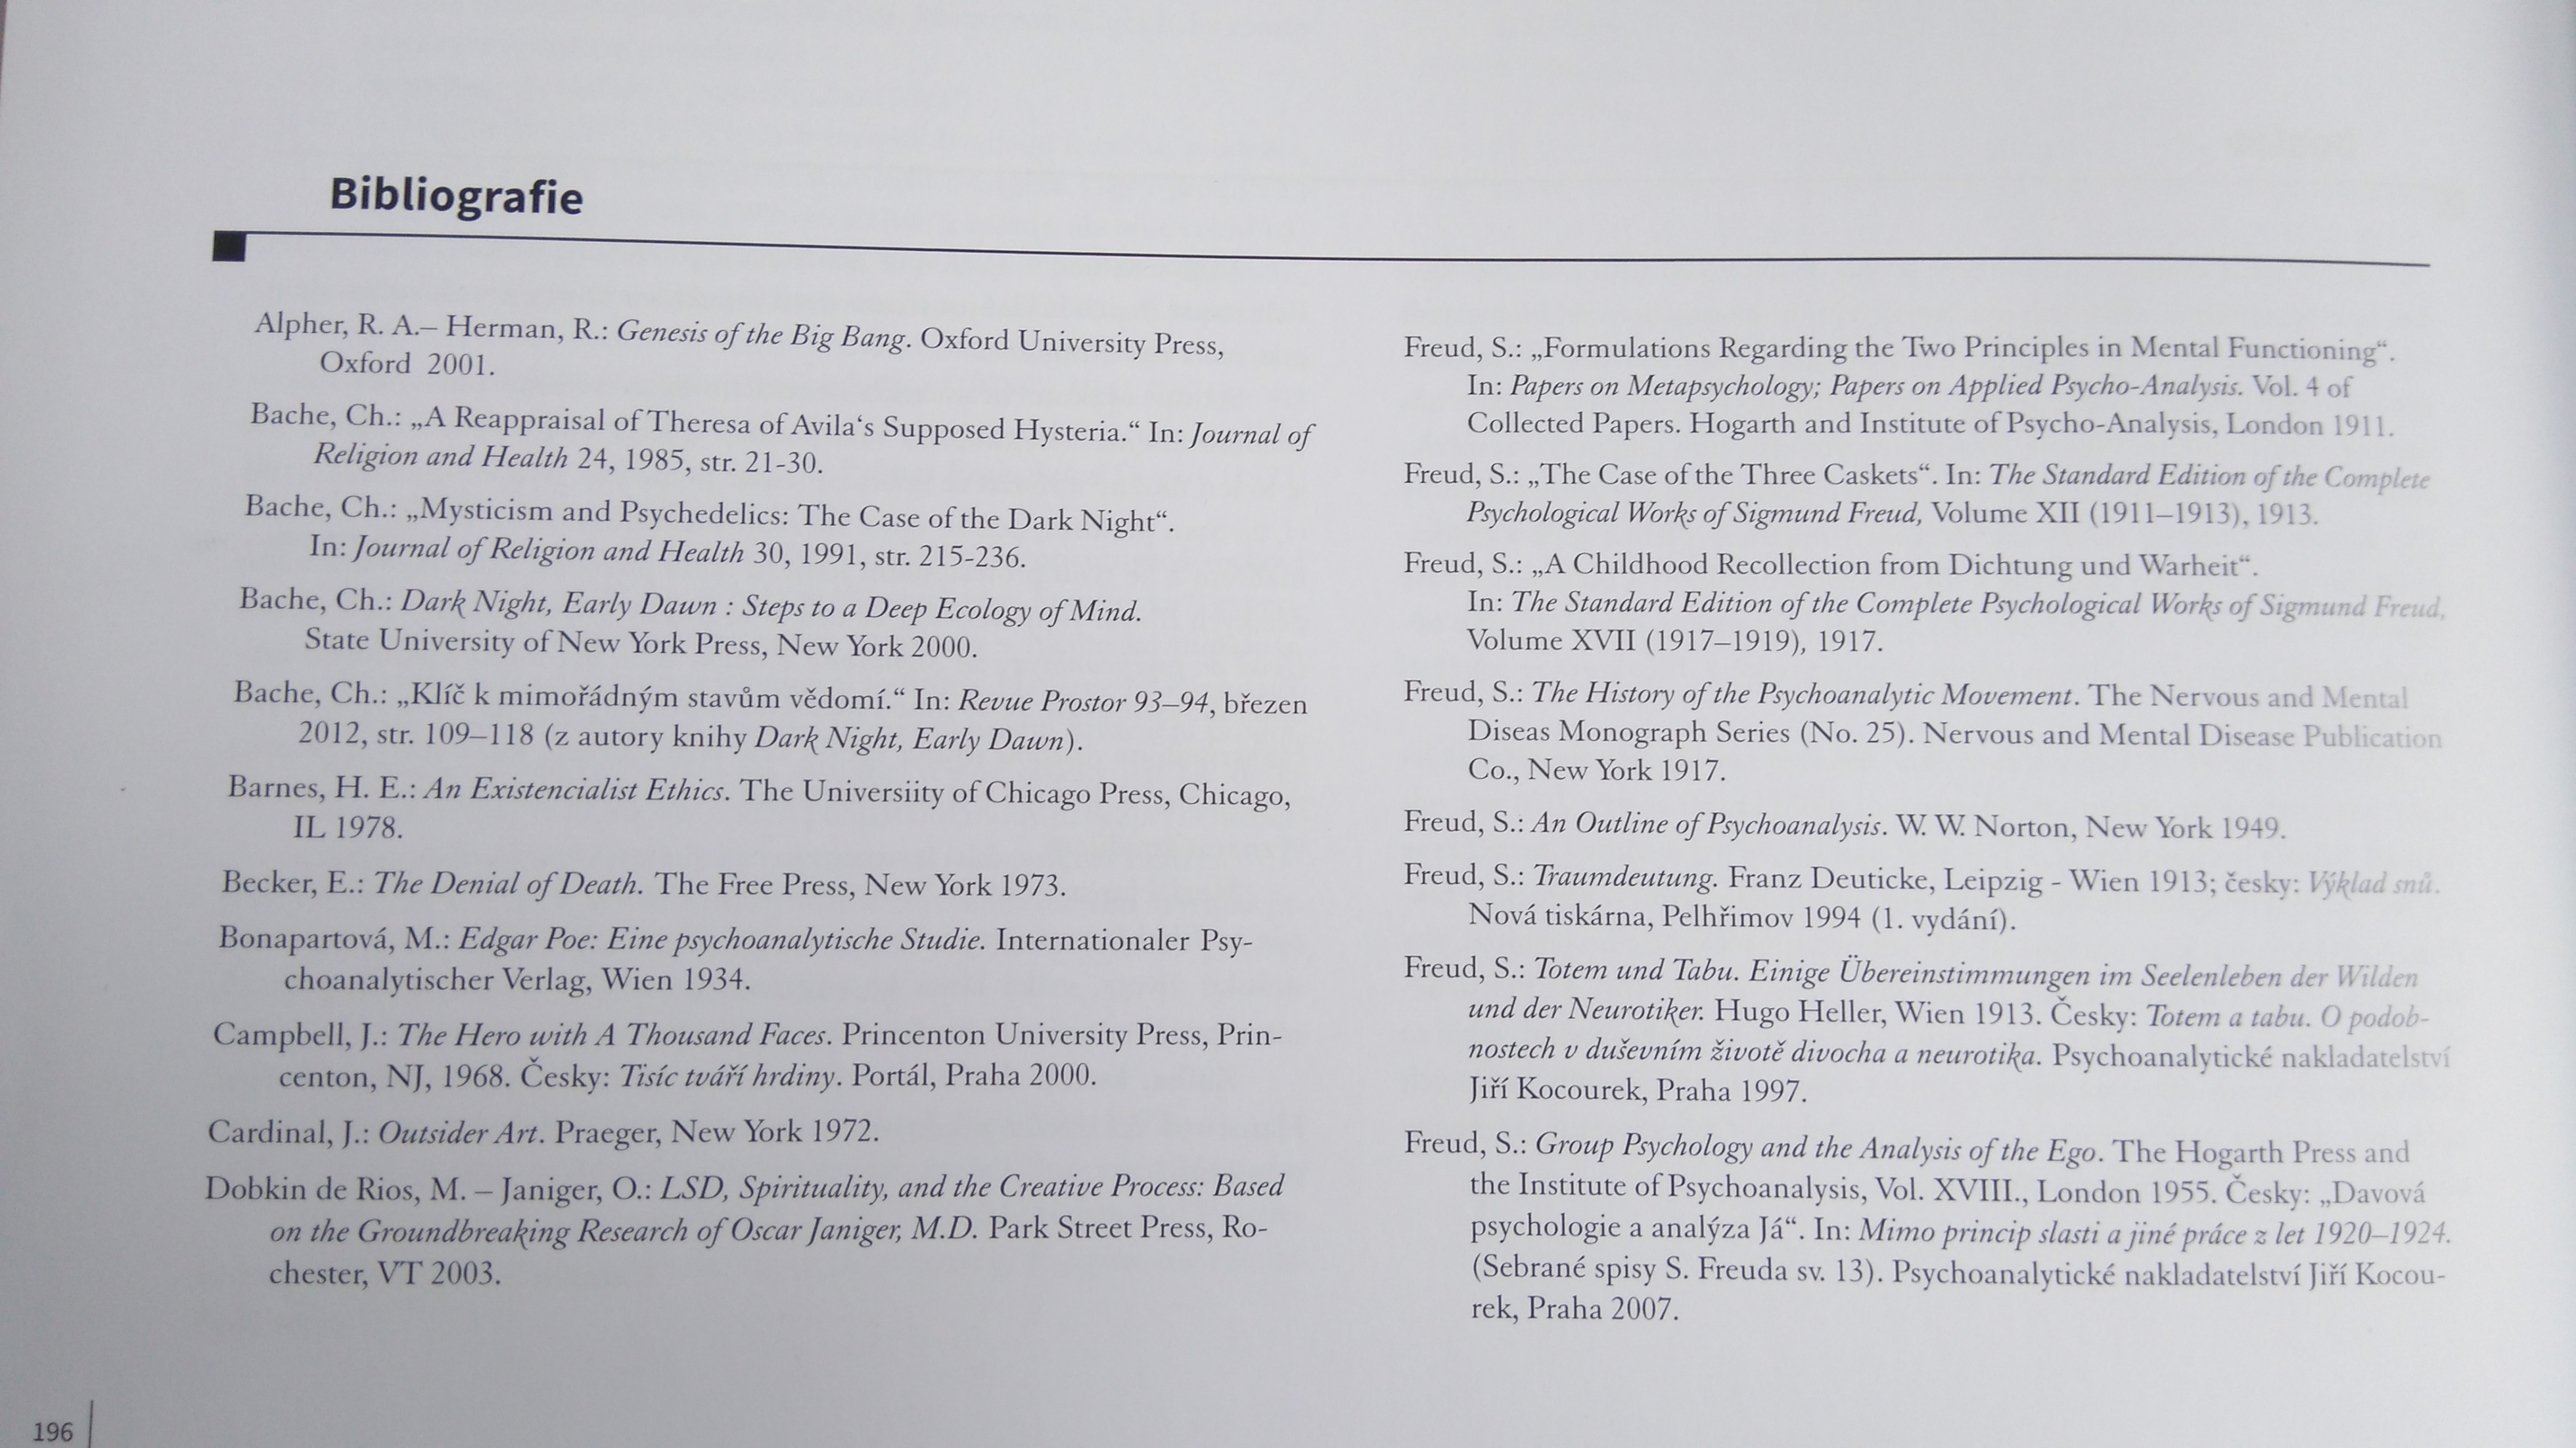 Bibliografie
Alpher, R. A.– Herman, R.: Genesis of the Big Bang. Oxford University Press,
Oxford 2001.
Bache, Ch.: „A Reappraisal of Theresa of Avila‘s Supposed Hysteria.“ In: Journal of
Religion and Health 24, 1985, str. 21-30.
Bache, Ch.: „Mysticism and Psychedelics: The Case of the Dark Night“.
In: Journal of Religion and Health 30, 1991, str. 215-236.
Bache, Ch.: Dark Night, Early Dawn : Steps to a Deep Ecology of Mind.
State University of New York Press, New York 2000.
Bache, Ch.: „Klíč k mimořádným stavům vědomí.“ In: Revue Prostor 93–94, březen
2012, str. 109–118 (z autory knihy Dark Night, Early Dawn).
Barnes, H. E.: An Existencialist Ethics. The Universiity of Chicago Press, Chicago,
IL 1978.
Becker, E.: The Denial of Death. The Free Press, New York 1973.
Bonapartová, M.: Edgar Poe: Eine psychoanalytische Studie. Internationaler Psy-
choanalytischer Verlag, Wien 1934.
Campbell, J.: The Hero with A Thousand Faces. Princenton University Press, Prin-
centon, NJ, 1968. Česky: Tisíc tváří hrdiny. Portál, Praha 2000.
Cardinal, J.: Outsider Art. Praeger, New York 1972.
Dobkin de Rios, M. – Janiger, O.: LSD, Spirituality, and the Creative Process: Based
on the Groundbreaking Research of Oscar Janiger, M.D. Park Street Press, Ro-
chester, VT 2003.
Freud, S.: „Formulations Regarding the Two Principles in Mental Functioning“.
In: Papers on Metapsychology; Papers on Applied Psycho-Analysis. Vol. 4 of
Collected Papers. Hogarth and Institute of Psycho-Analysis, London 1911.
Freud, S.: „The Case of the Three Caskets“. In: The Standard Edition of the Complete
Psychological Works of Sigmund Freud, Volume XII (1911–1913), 1913.
Freud, S.: „A Childhood Recollection from Dichtung und Warheit“.
In: The Standard Edition of the Complete Psychological Works of Sigmund Freud,
Volume XVII (1917–1919), 1917.
Freud, S.: The History of the Psychoanalytic Movement. The Nervous and Mental
Diseas Monograph Series (No. 25). Nervous and Mental Disease Publication
Co., New York 1917.
Freud, S.: An Outline of Psychoanalysis. W. W. Norton, New York 1949.
Freud, S.: Traumdeutung. Franz Deuticke, Leipzig - Wien 1913; česky: Výklad snů.
Nová tiskárna, Pelhřimov 1994 (1. vydání).
Freud, S.: Totem und Tabu. Einige Übereinstimmungen im Seelenleben der Wilden
und der Neurotiker. Hugo Heller, Wien 1913. Česky: Totem a tabu. O podob-
nostech v duševním životě divocha a neurotika. Psychoanalytické nakladatelství
Jiří Kocourek, Praha 1997.
Freud, S.: Group Psychology and the Analysis of the Ego. The Hogarth Press and
the Institute of Psychoanalysis, Vol. XVIII., London 1955. Česky: „Davová
psychologie a analýza Já“. In: Mimo princip slasti a jiné práce z let 1920–1924.
(Sebrané spisy S. Freuda sv. 13). Psychoanalytické nakladatelství Jiří Kocou-
rek, Praha 2007.
196